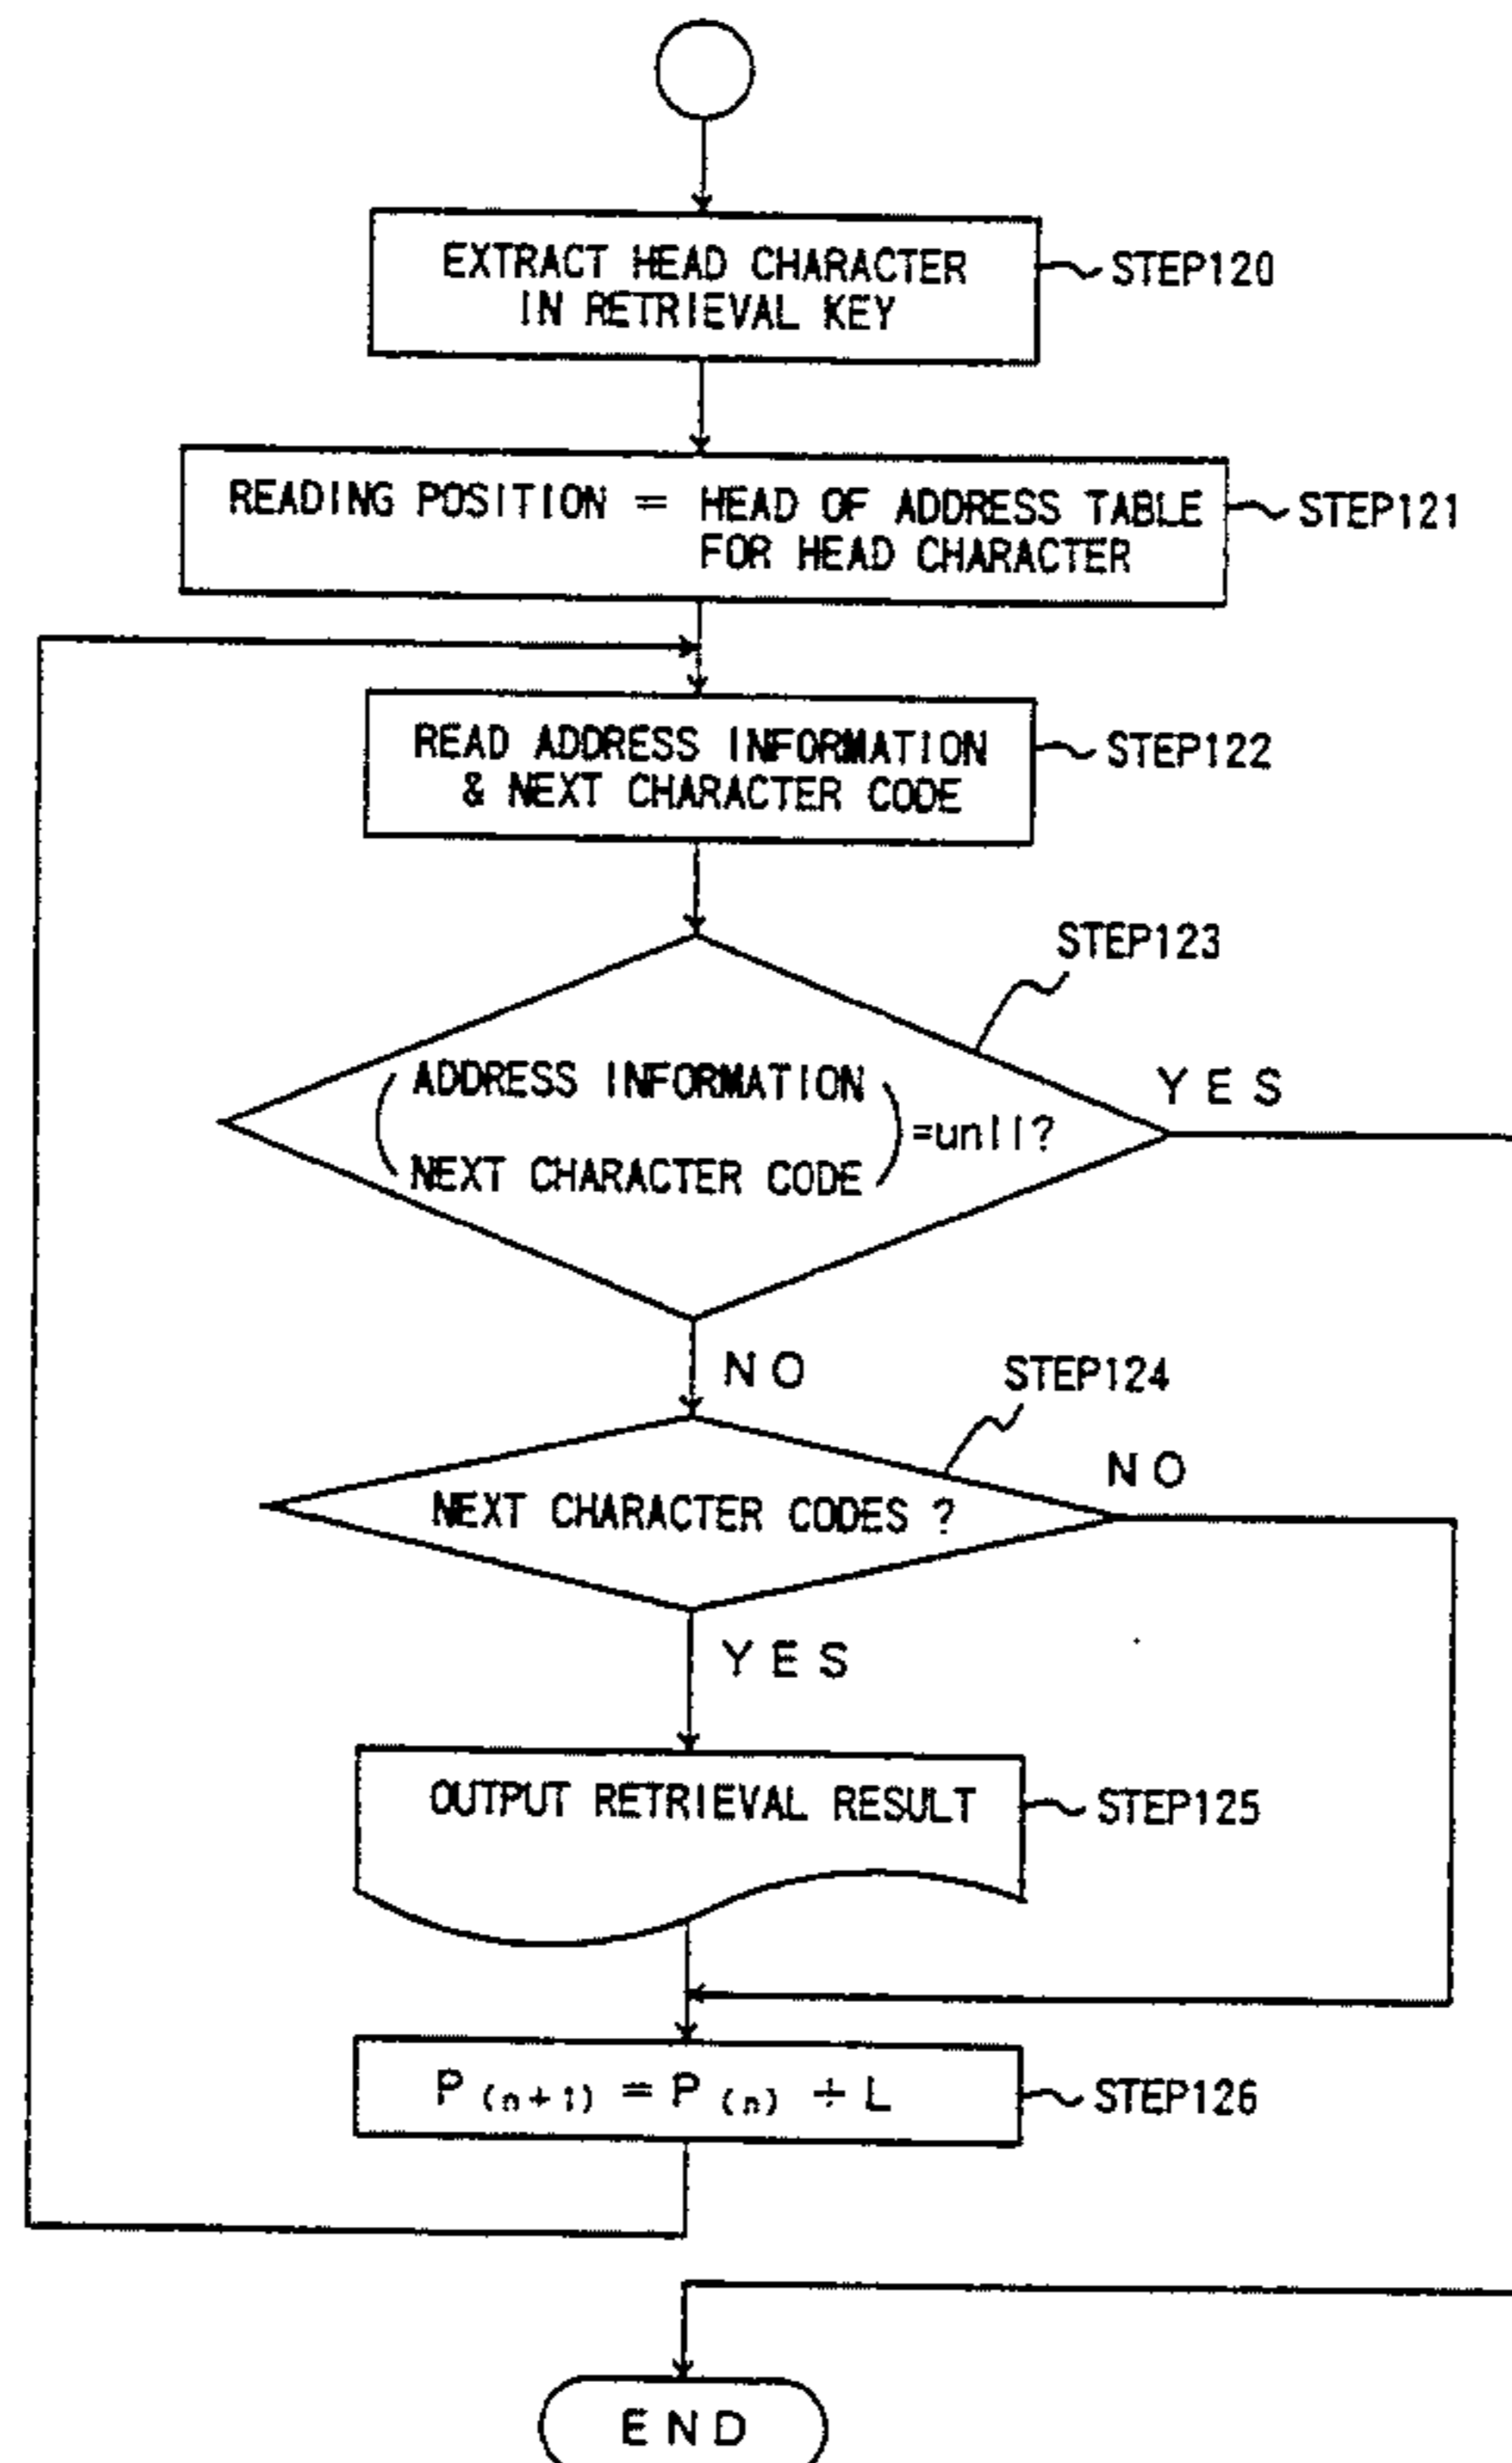 EXTRACT HEAD CHARACTER
IN RETRIEVAL KEY
STEP120
READING POSITION = HEAD OF ADDRESS TABLE
FOR HEAD CHARACTER
STEP121
READ ADDRESS INFORMATION
& NEXT CHARACTER CODE
STEP122
STEP123
ADDRESS INFORMATION
NEXT CHARACTER CODE
=unll?
YES
NO
STEP124
NEXT CHARACTER CODES ?
NO
YES
OUTPUT RETRIEVAL RESULT
STEP125
P(n+1) = P(n) + L
STEP126
END